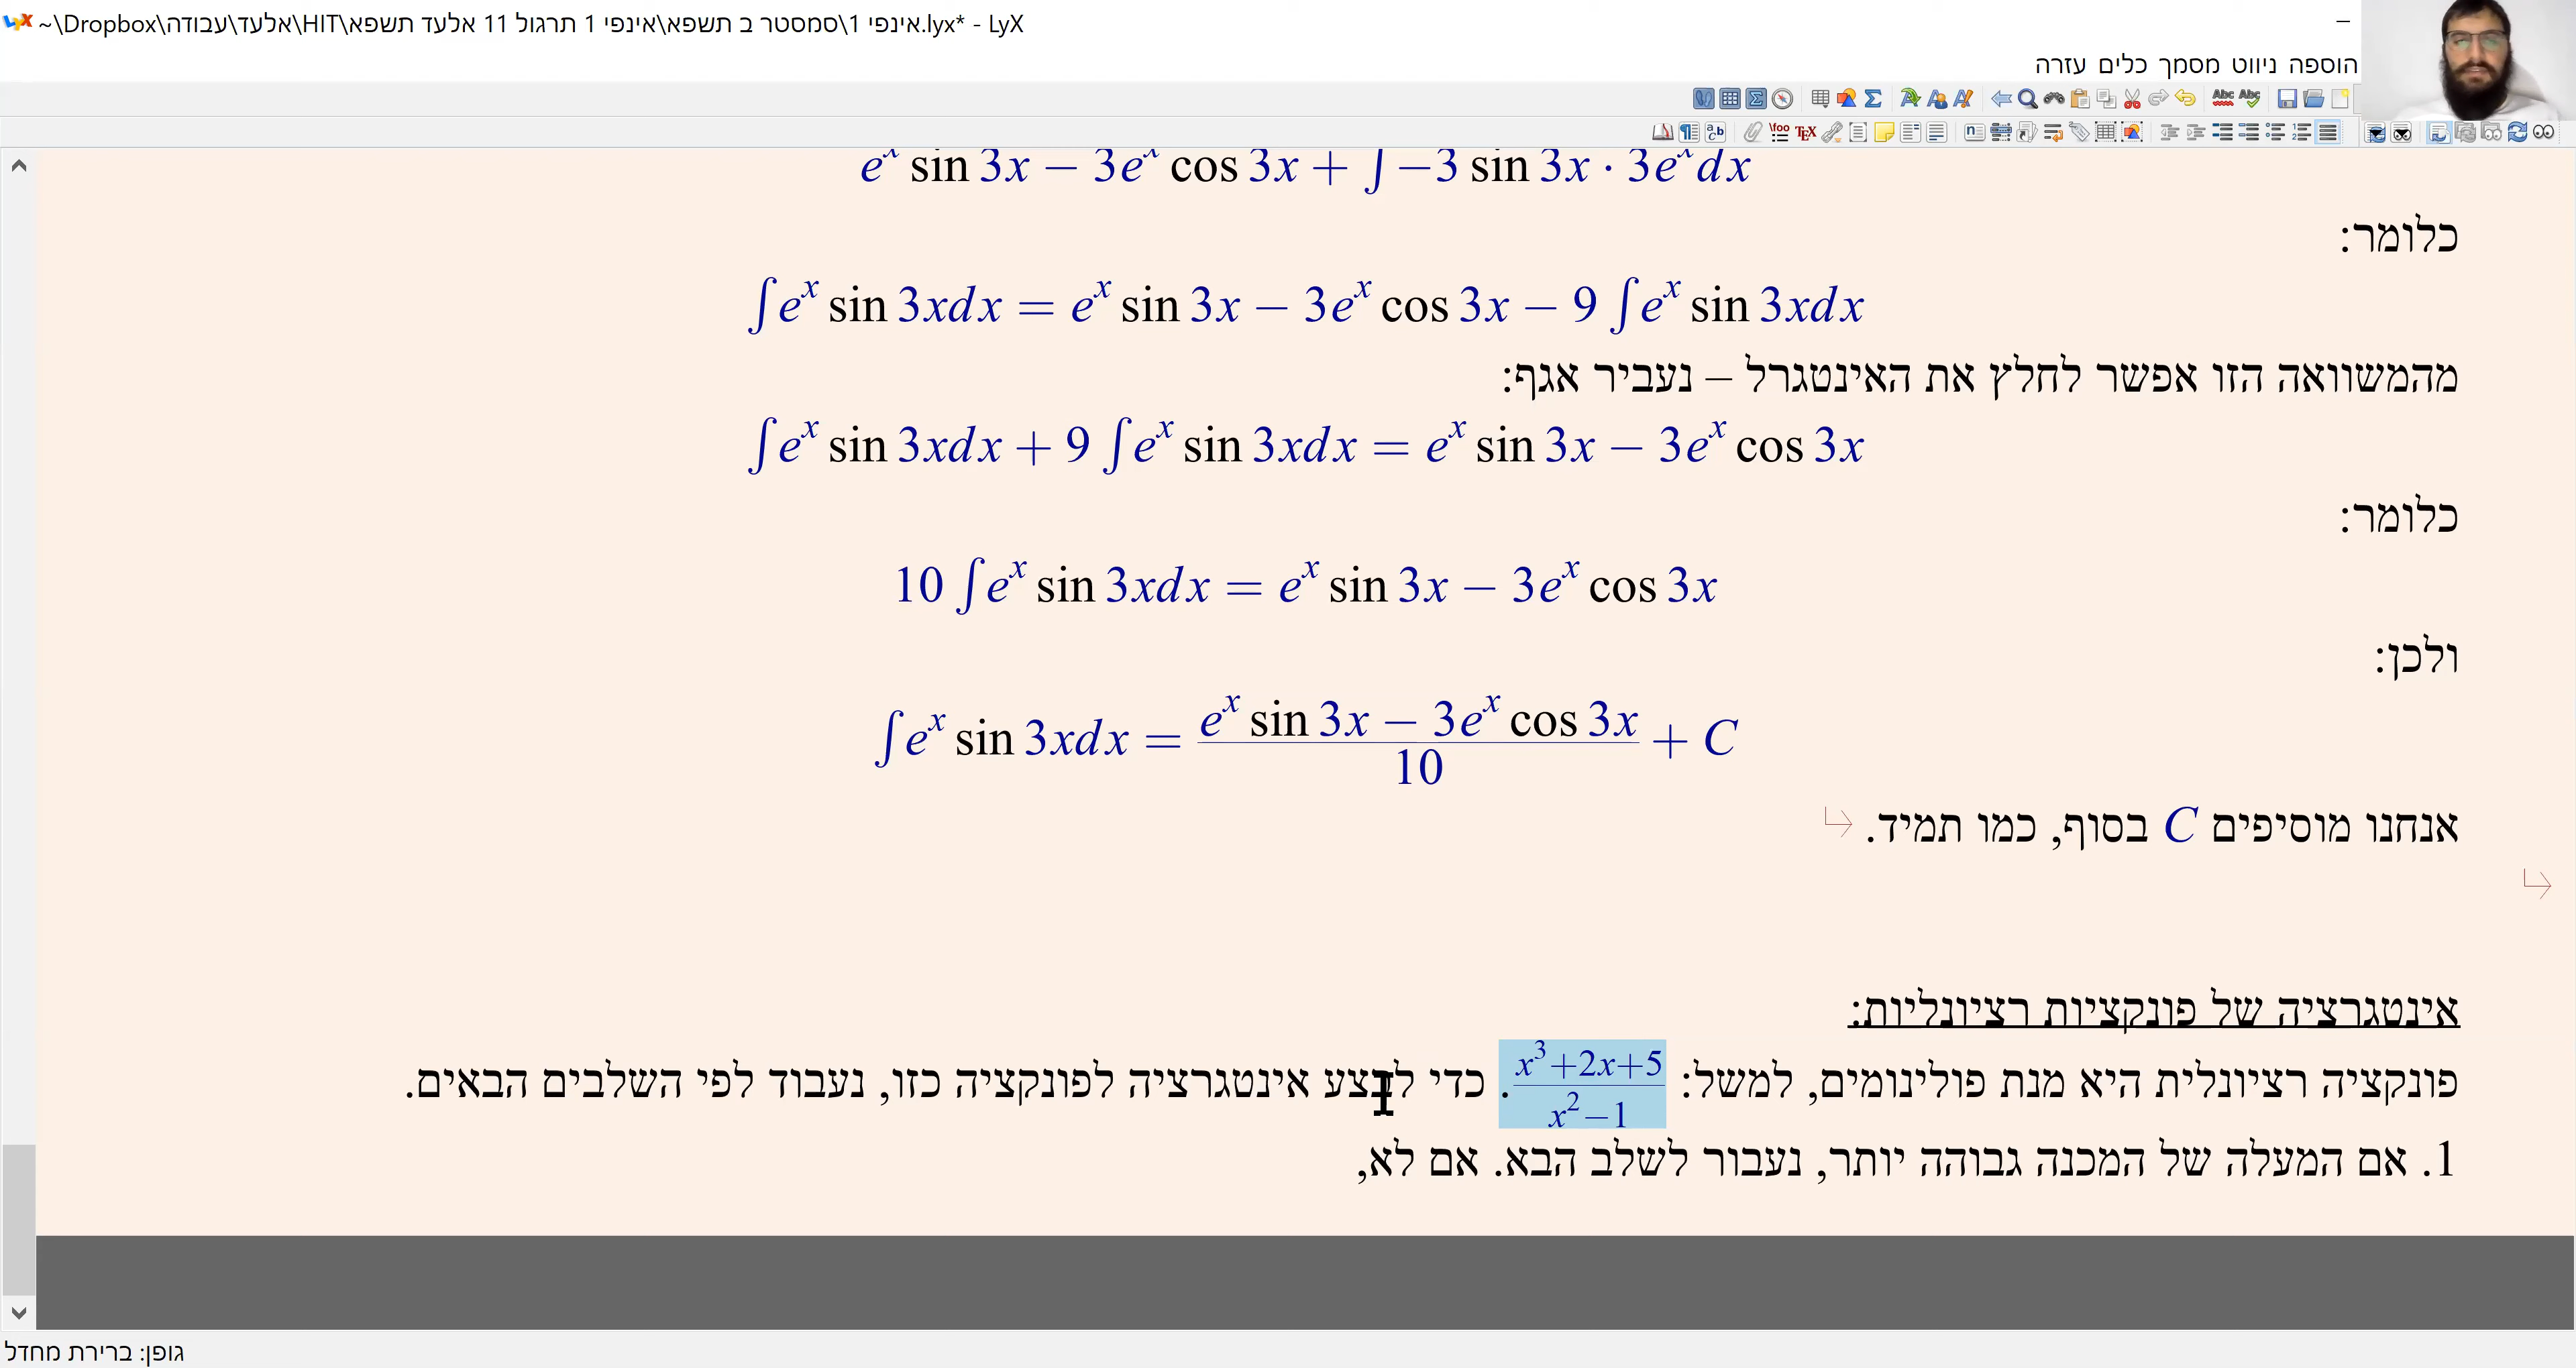 ~\Dropbox\אינפי 1\סמסטר ב תשפא\אינפי 1 תרגול 11 אלעד תשפא\HIT\אלעד\עבודה.lyx* - LyX
הוספה ניווט מסמך כלים עזרה
e^x sin 3x − 3e^x cos 3x + ∫ −3 sin 3x · 3e^x dx
כלומר:
∫ e^x sin 3xdx = e^x sin 3x − 3e^x cos 3x − 9 ∫ e^x sin 3xdx
מהמשוואה הזו אפשר לחלץ את האינטגרל – נעביר אגף:
∫ e^x sin 3xdx + 9 ∫ e^x sin 3xdx = e^x sin 3x − 3e^x cos 3x
כלומר:
10 ∫ e^x sin 3xdx = e^x sin 3x − 3e^x cos 3x
ולכן:
∫ e^x sin 3xdx = \frac{e^x sin 3x − 3e^x cos 3x}{10} + C
אנחנו מוסיפים C בסוף, כמו תמיד.
אינטגרציה של פונקציות רציונליות:
פונקציה רציונלית היא מנת פולינומים, למשל: \frac{x^3+2x+5}{x^2−1}. כדי לבצע אינטגרציה לפונקציה כזו, נעבוד לפי השלבים הבאים.
1. אם המעלה של המכנה גבוהה יותר, נעבור לשלב הבא. אם לא,
גופן: ברירת מחדל